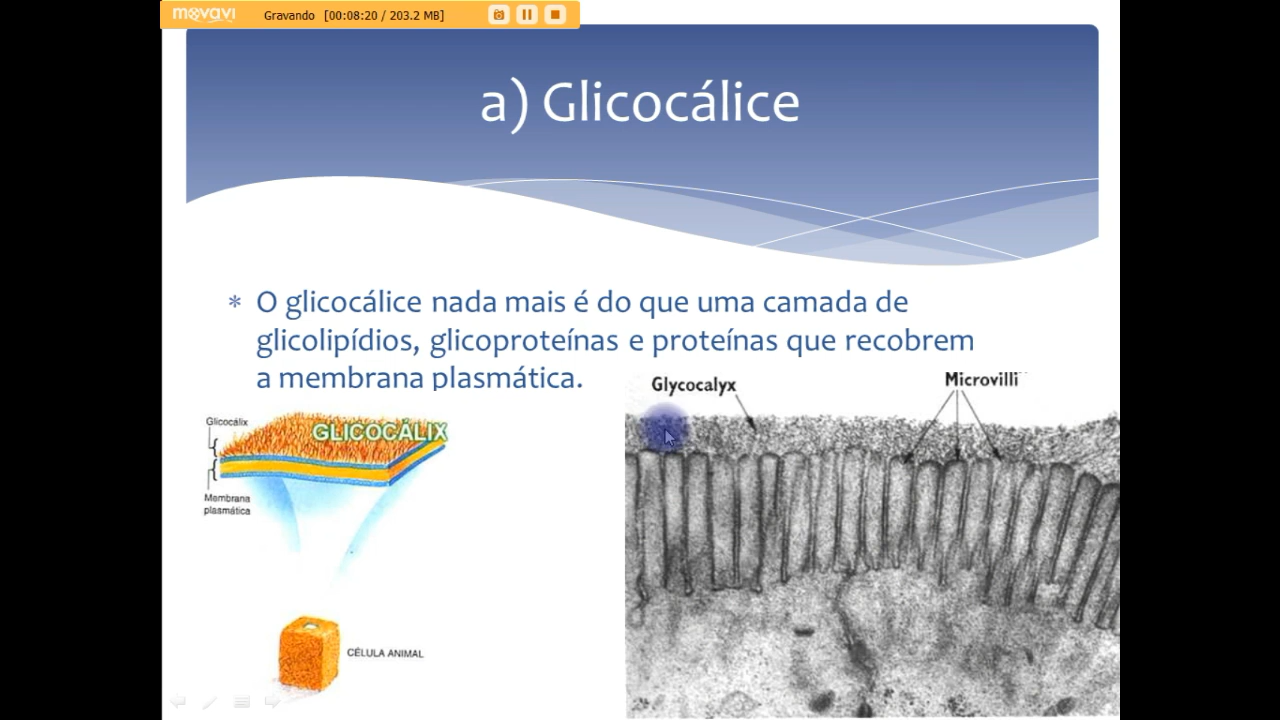 movavi
Gravando [00:08:20 / 203.2 MB]
a) Glicocálice
* O glicocálice nada mais é do que uma camada de
glicolipídios, glicoproteínas e proteínas que recobrem
a membrana plasmática.
Glicocálix
GLICOCÁLIX
Membrana
plasmática
CÉLULA ANIMAL
Glycocalyx
Microvilli